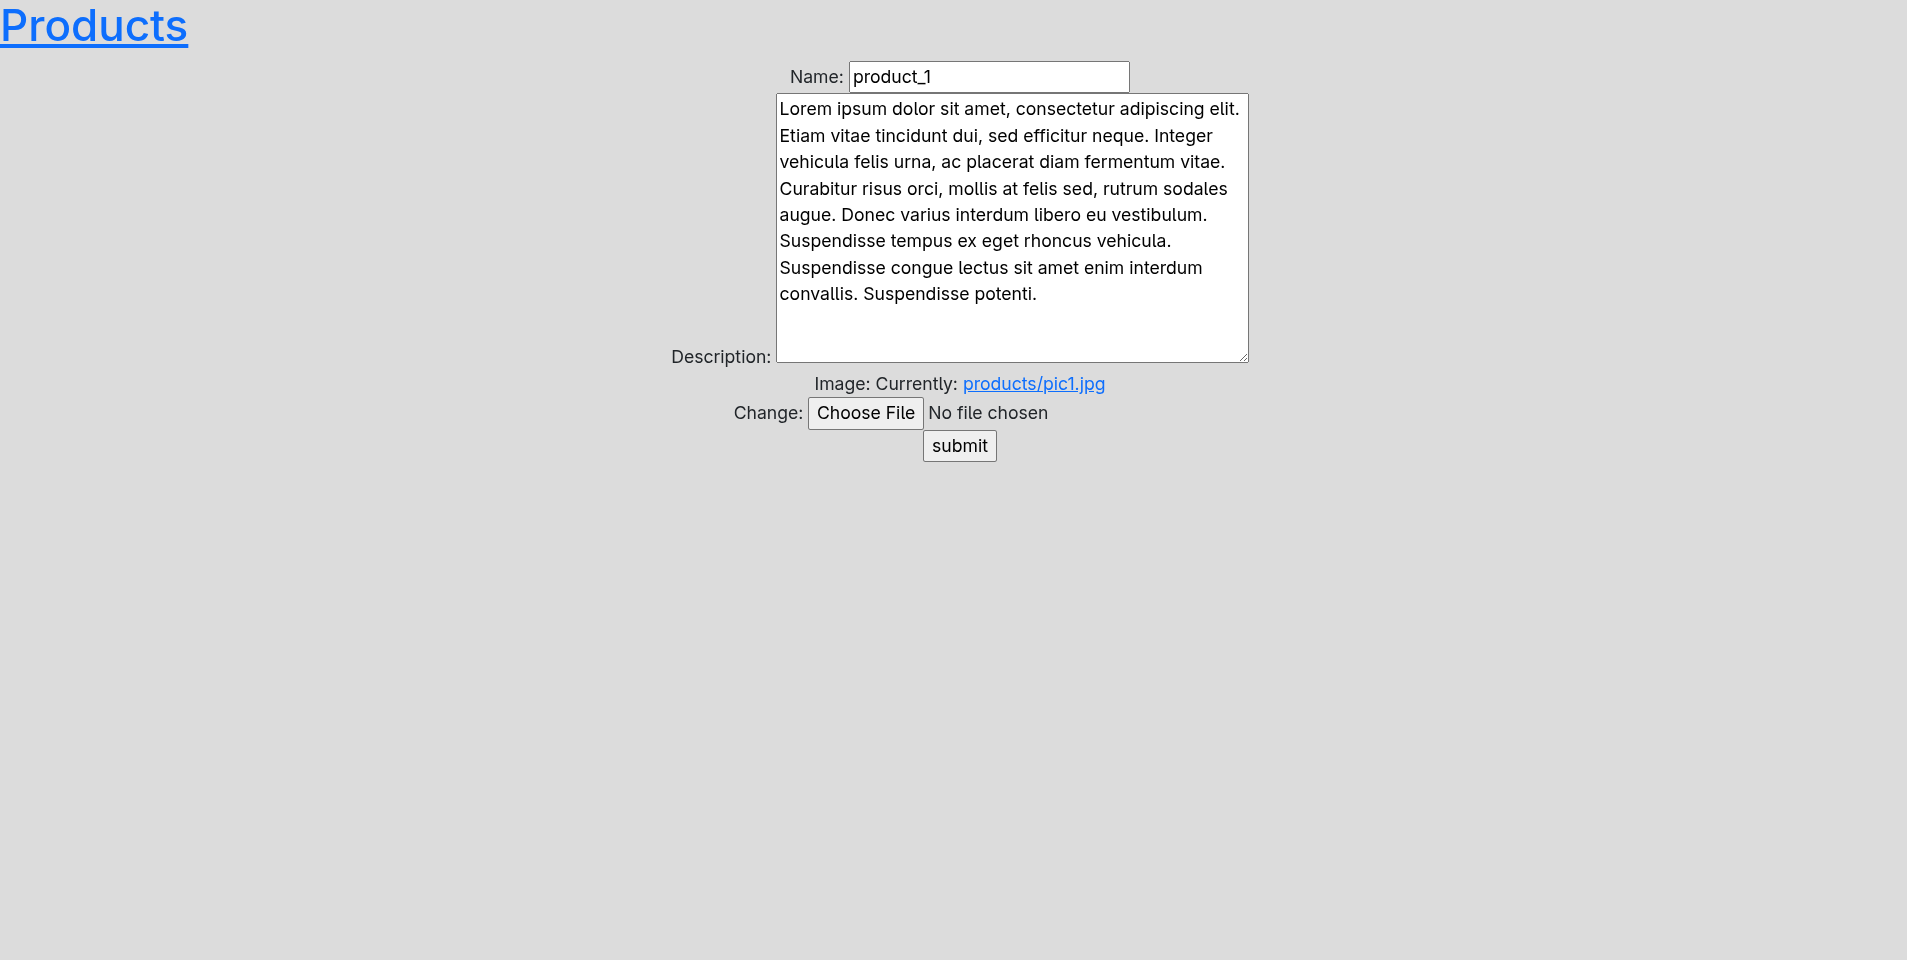 Products
Name: product_1
Lorem ipsum dolor sit amet, consectetur adipiscing elit.
Etiam vitae tincidunt dui, sed efficitur neque. Integer
vehicula felis urna, ac placerat diam fermentum vitae.
Curabitur risus orci, mollis at felis sed, rutrum sodales
augue. Donec varius interdum libero eu vestibulum.
Suspendisse tempus ex eget rhoncus vehicula.
Suspendisse congue lectus sit amet enim interdum
convallis. Suspendisse potenti.
Description:
Image: Currently: products/pic1.jpg
Change: Choose File No file chosen
submit